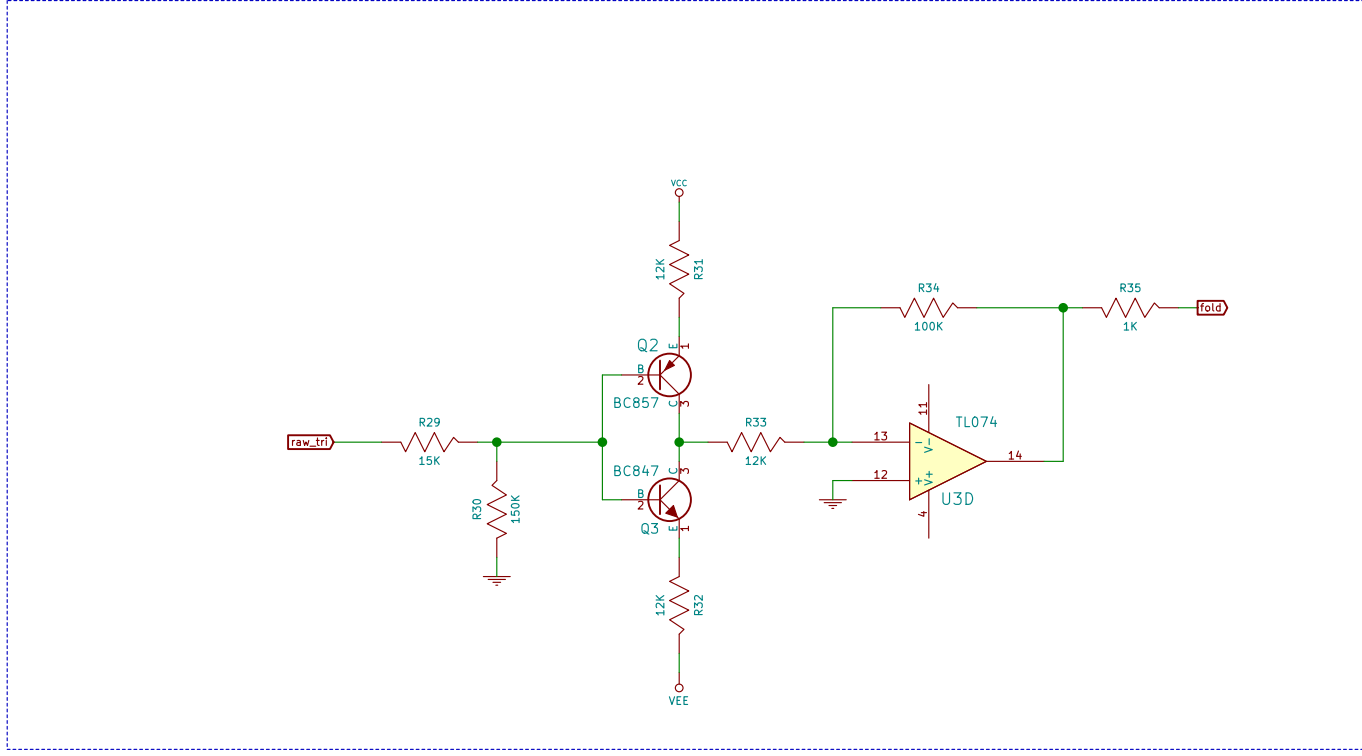 VCC
12K
R31
R34
100K
R35
1K
fold
Q2
E
1
B
2
BC857
C
3
11
TL074
raw_tri
R29
15K
R33
12K
13
-
V-
14
12
+
V+
U3D
4
BC847
C
3
B
2
Q3
E
1
R30
150K
12K
R32
VEE